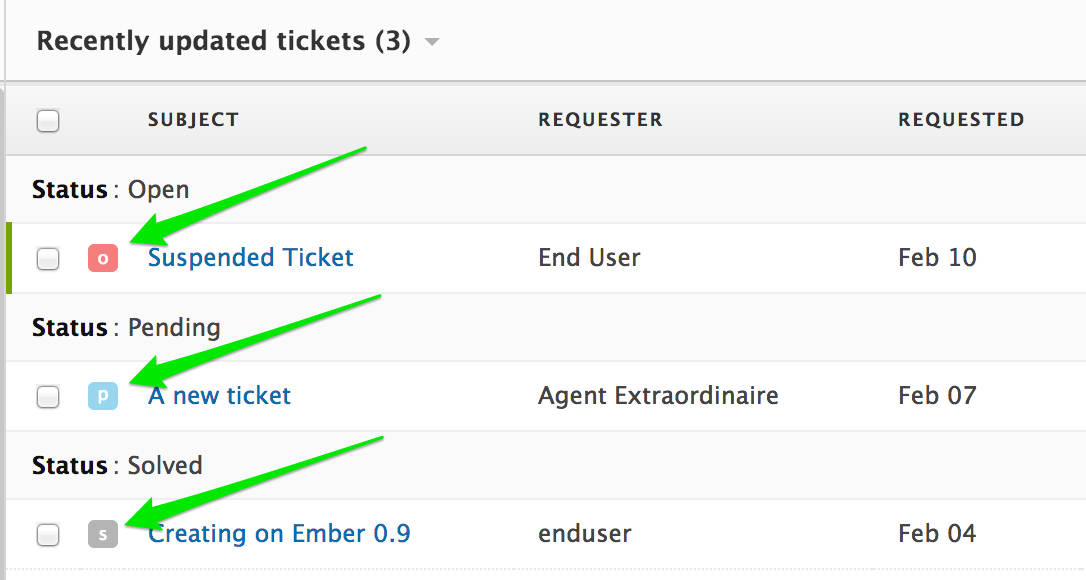 Recently updated tickets (3)
SUBJECT REQUESTER REQUESTED
Status : Open
o Suspended Ticket End User Feb 10
Status : Pending
p A new ticket Agent Extraordinaire Feb 07
Status : Solved
s Creating on Ember 0.9 enduser Feb 04